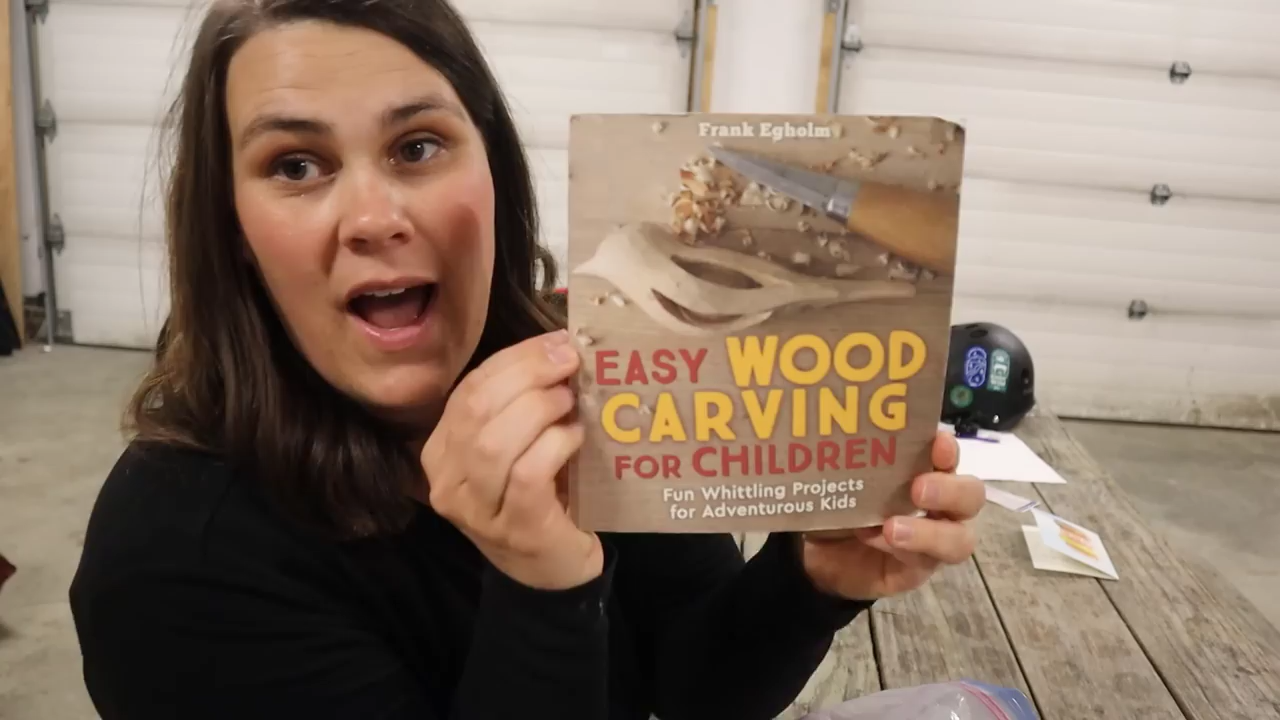 Frank Egholm
EASY WOOD
CARVING
FOR CHILDREN
Fun Whittling Projects
for Adventurous Kids